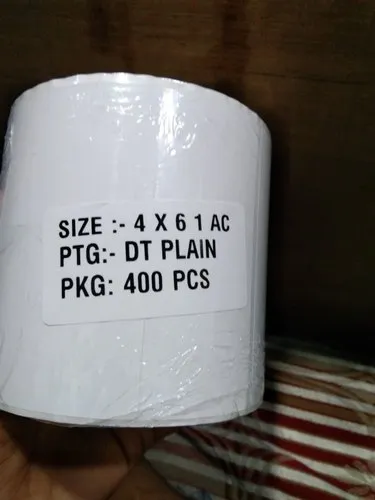 SIZE :- 4 X 6 1 AC
PTG:- DT PLAIN
PKG: 400 PCS